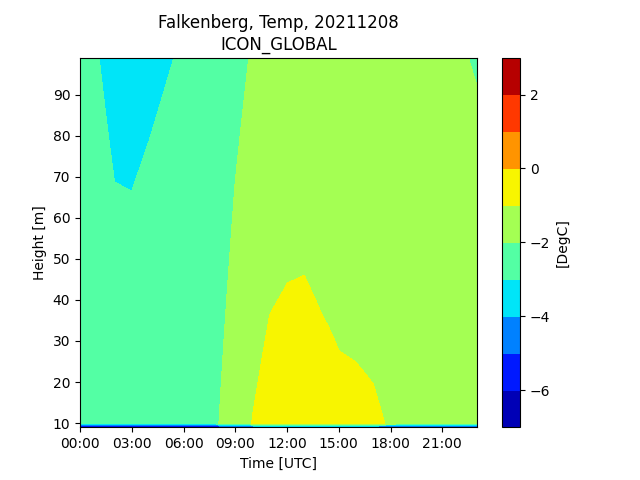 Falkenberg, Temp, 20211208
ICON_GLOBAL
Height [m]
90
80
70
60
50
40
30
20
10
00:00 03:00 06:00 09:00 12:00 15:00 18:00 21:00
Time [UTC]
2
0
−2
−4
−6
[DegC]